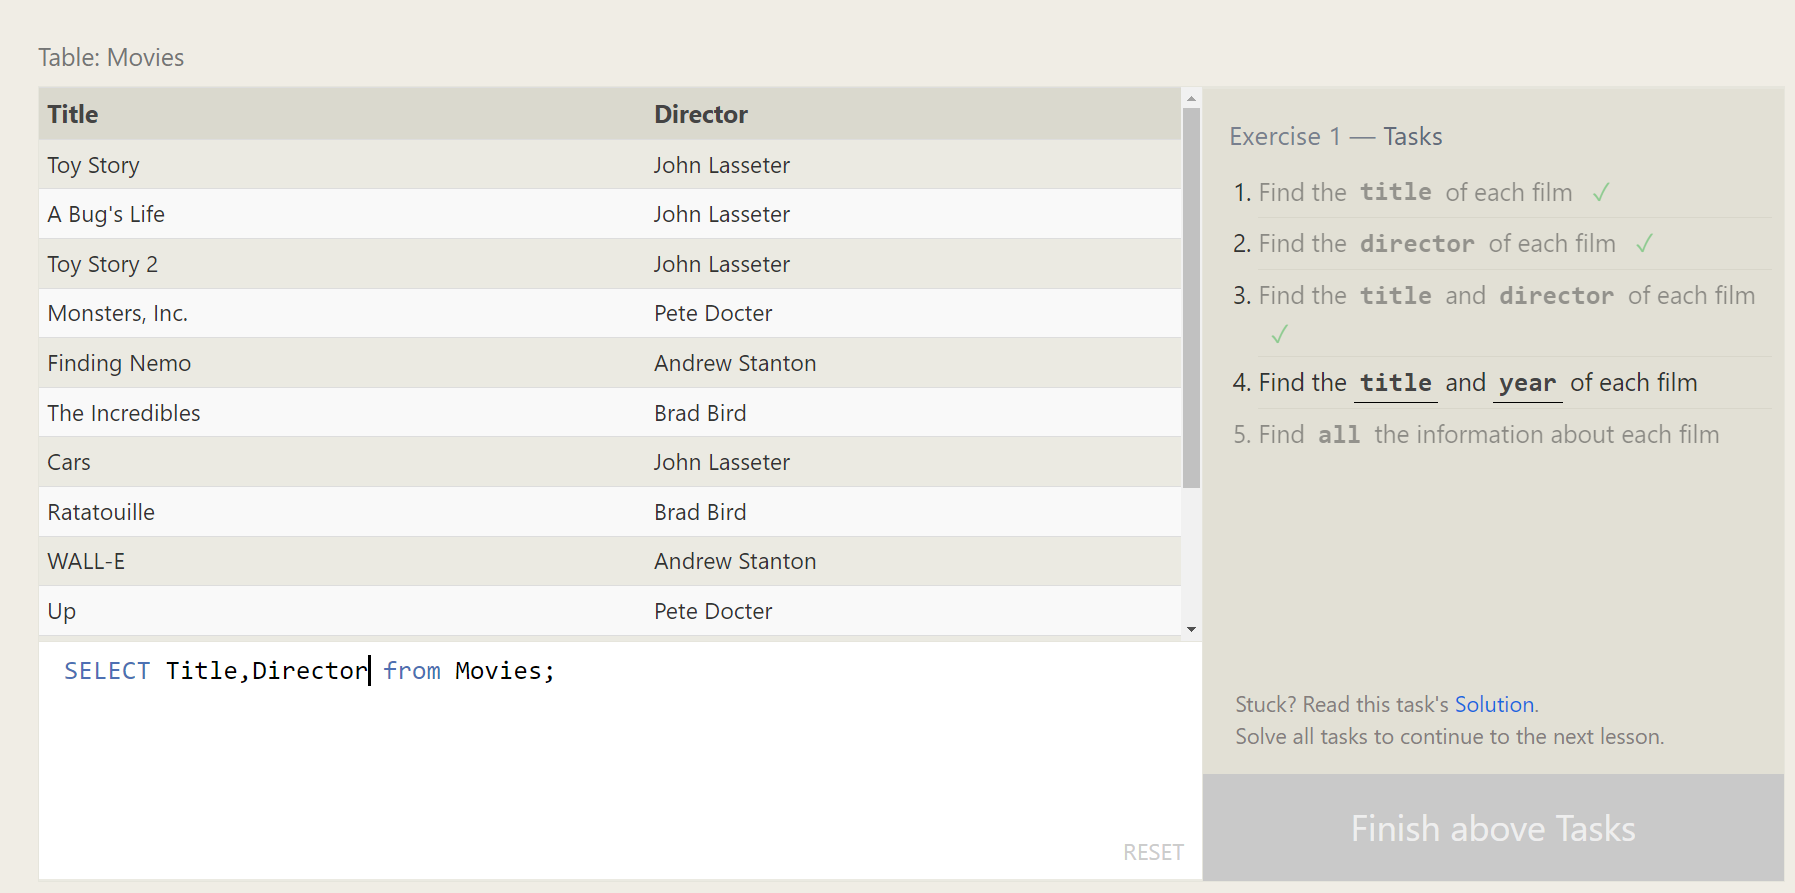 Table: Movies
Title Director
Toy Story John Lasseter
A Bug's Life John Lasseter
Toy Story 2 John Lasseter
Monsters, Inc. Pete Docter
Finding Nemo Andrew Stanton
The Incredibles Brad Bird
Cars John Lasseter
Ratatouille Brad Bird
WALL-E Andrew Stanton
Up Pete Docter
SELECT Title,Director from Movies;
RESET
Exercise 1 — Tasks
1. Find the title of each film ✓
2. Find the director of each film ✓
3. Find the title and director of each film
✓
4. Find the title and year of each film
5. Find all the information about each film
Stuck? Read this task's Solution.
Solve all tasks to continue to the next lesson.
Finish above Tasks